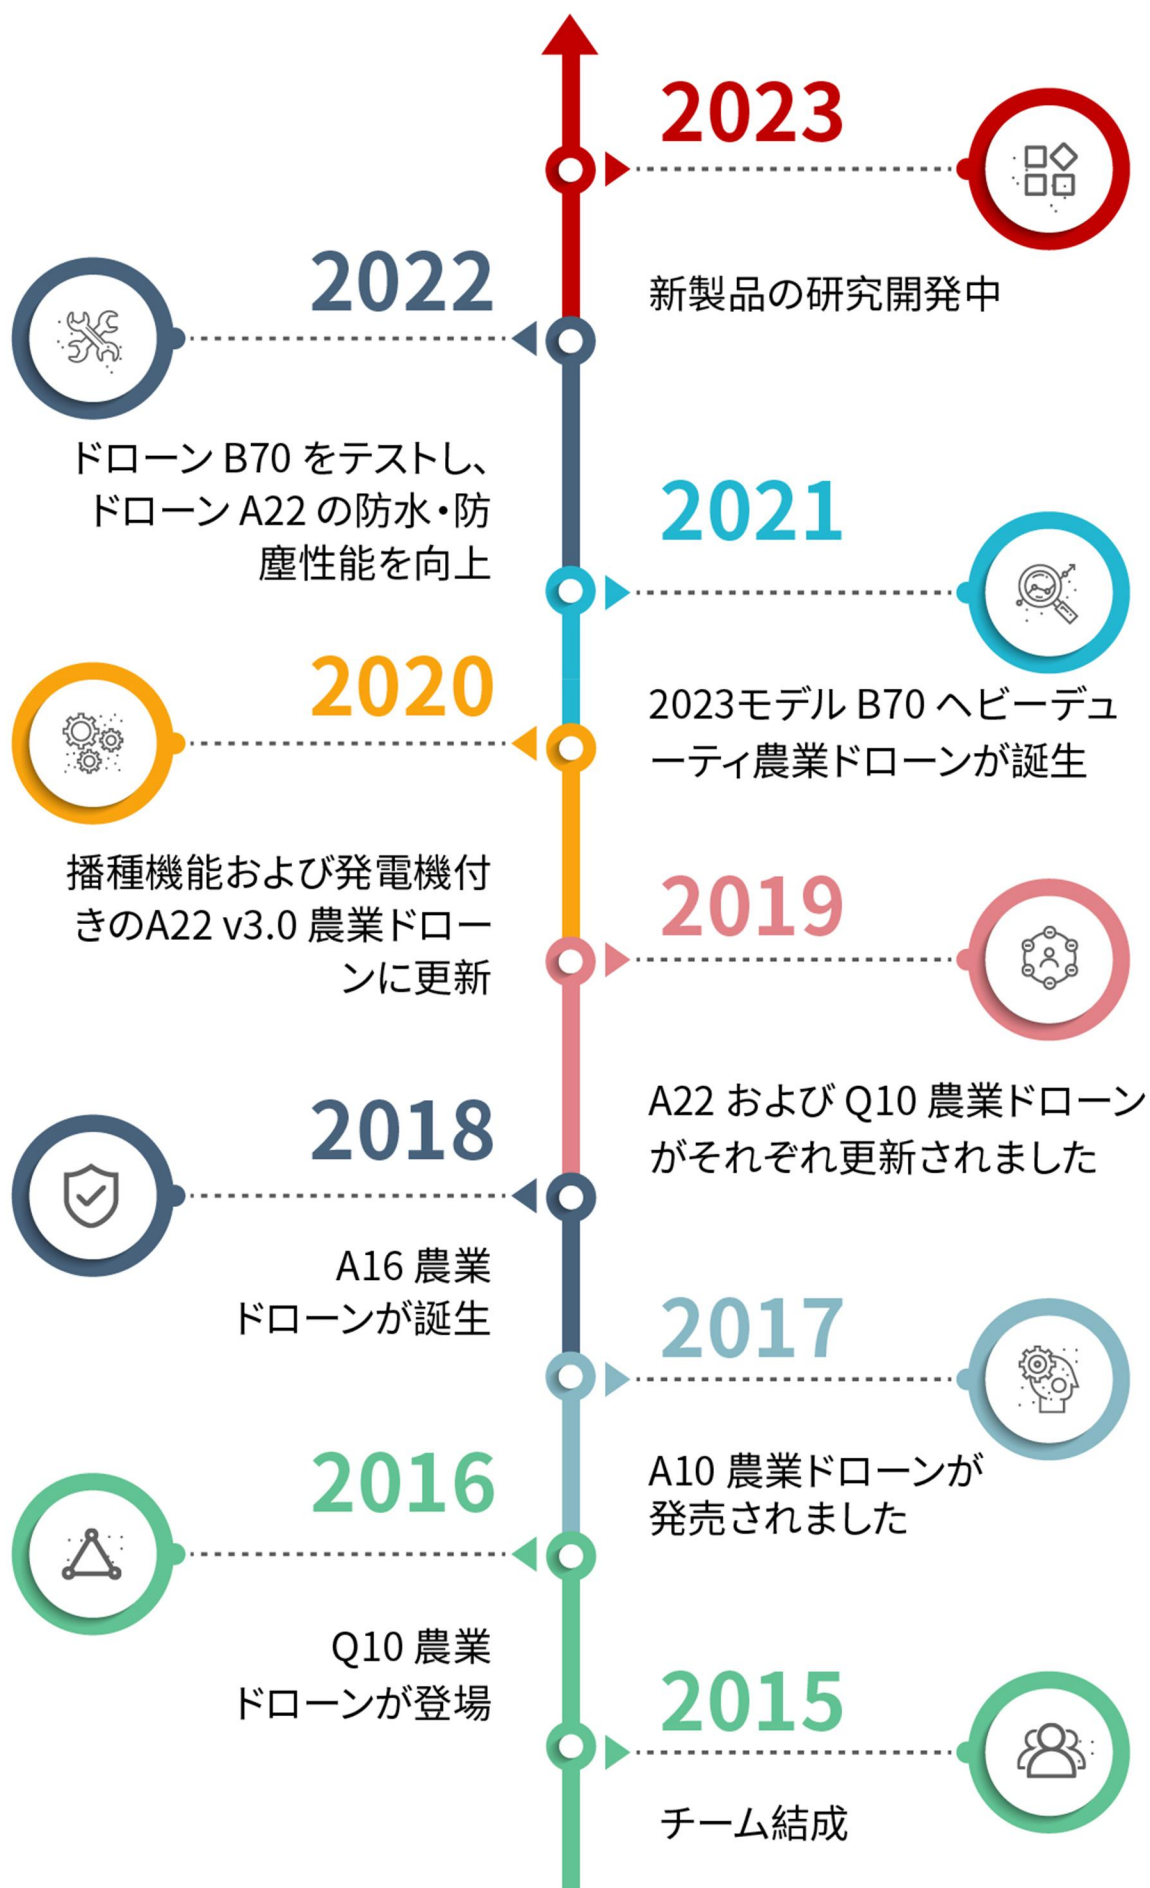 2023
新製品の研究開発中
2022
ドローン B70 をテストし、
ドローン A22 の防水・防
塵性能を向上
2021
2023モデル B70 ヘビーデュ
ーティ農業ドローンが誕生
2020
播種機能および発電機付
きのA22 v3.0 農業ドロー
ンに更新
2019
A22 および Q10 農業ドローン
がそれぞれ更新されました
2018
A16 農業
ドローンが誕生
2017
A10 農業ドローンが
発売されました
2016
Q10 農業
ドローンが登場
2015
チーム結成